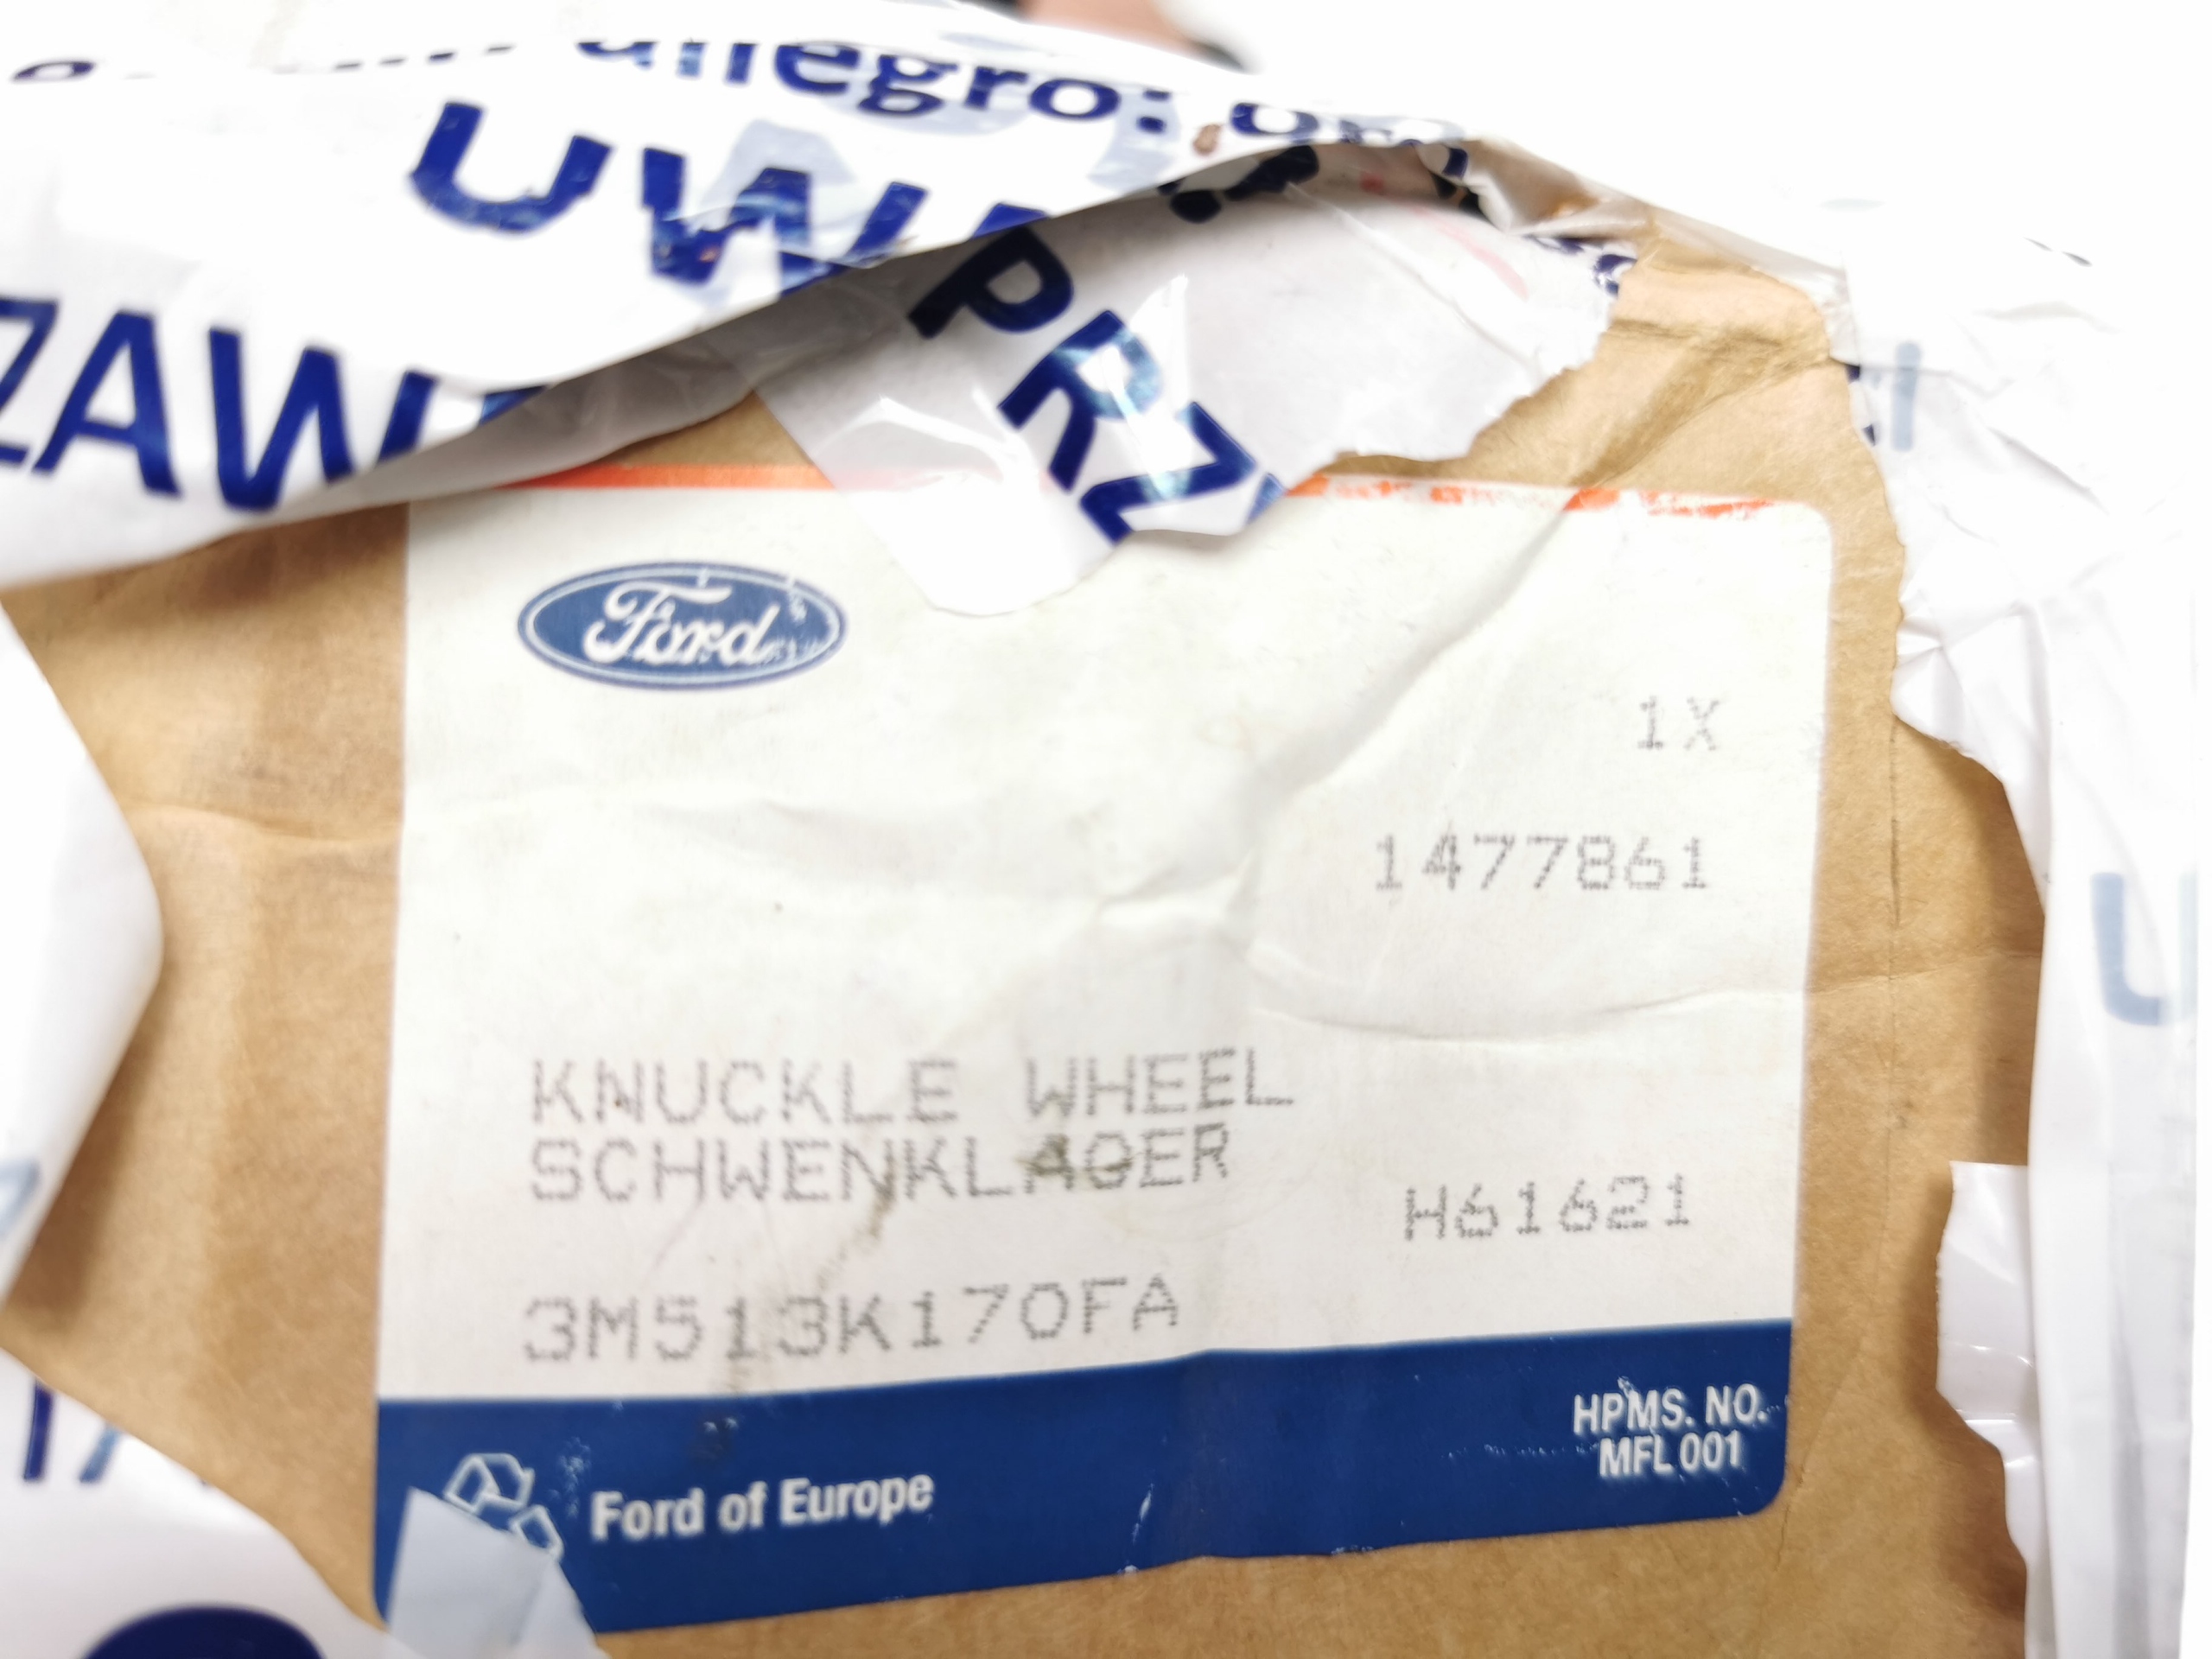 allegro:
UWA
ZAW
PRZ
Ford
1X
1477861
KNUCKLE WHEEL
SCHWENKLAGER
H61621
3M513K170FA
HPMS. NO.
MFL 001
Ford of Europe